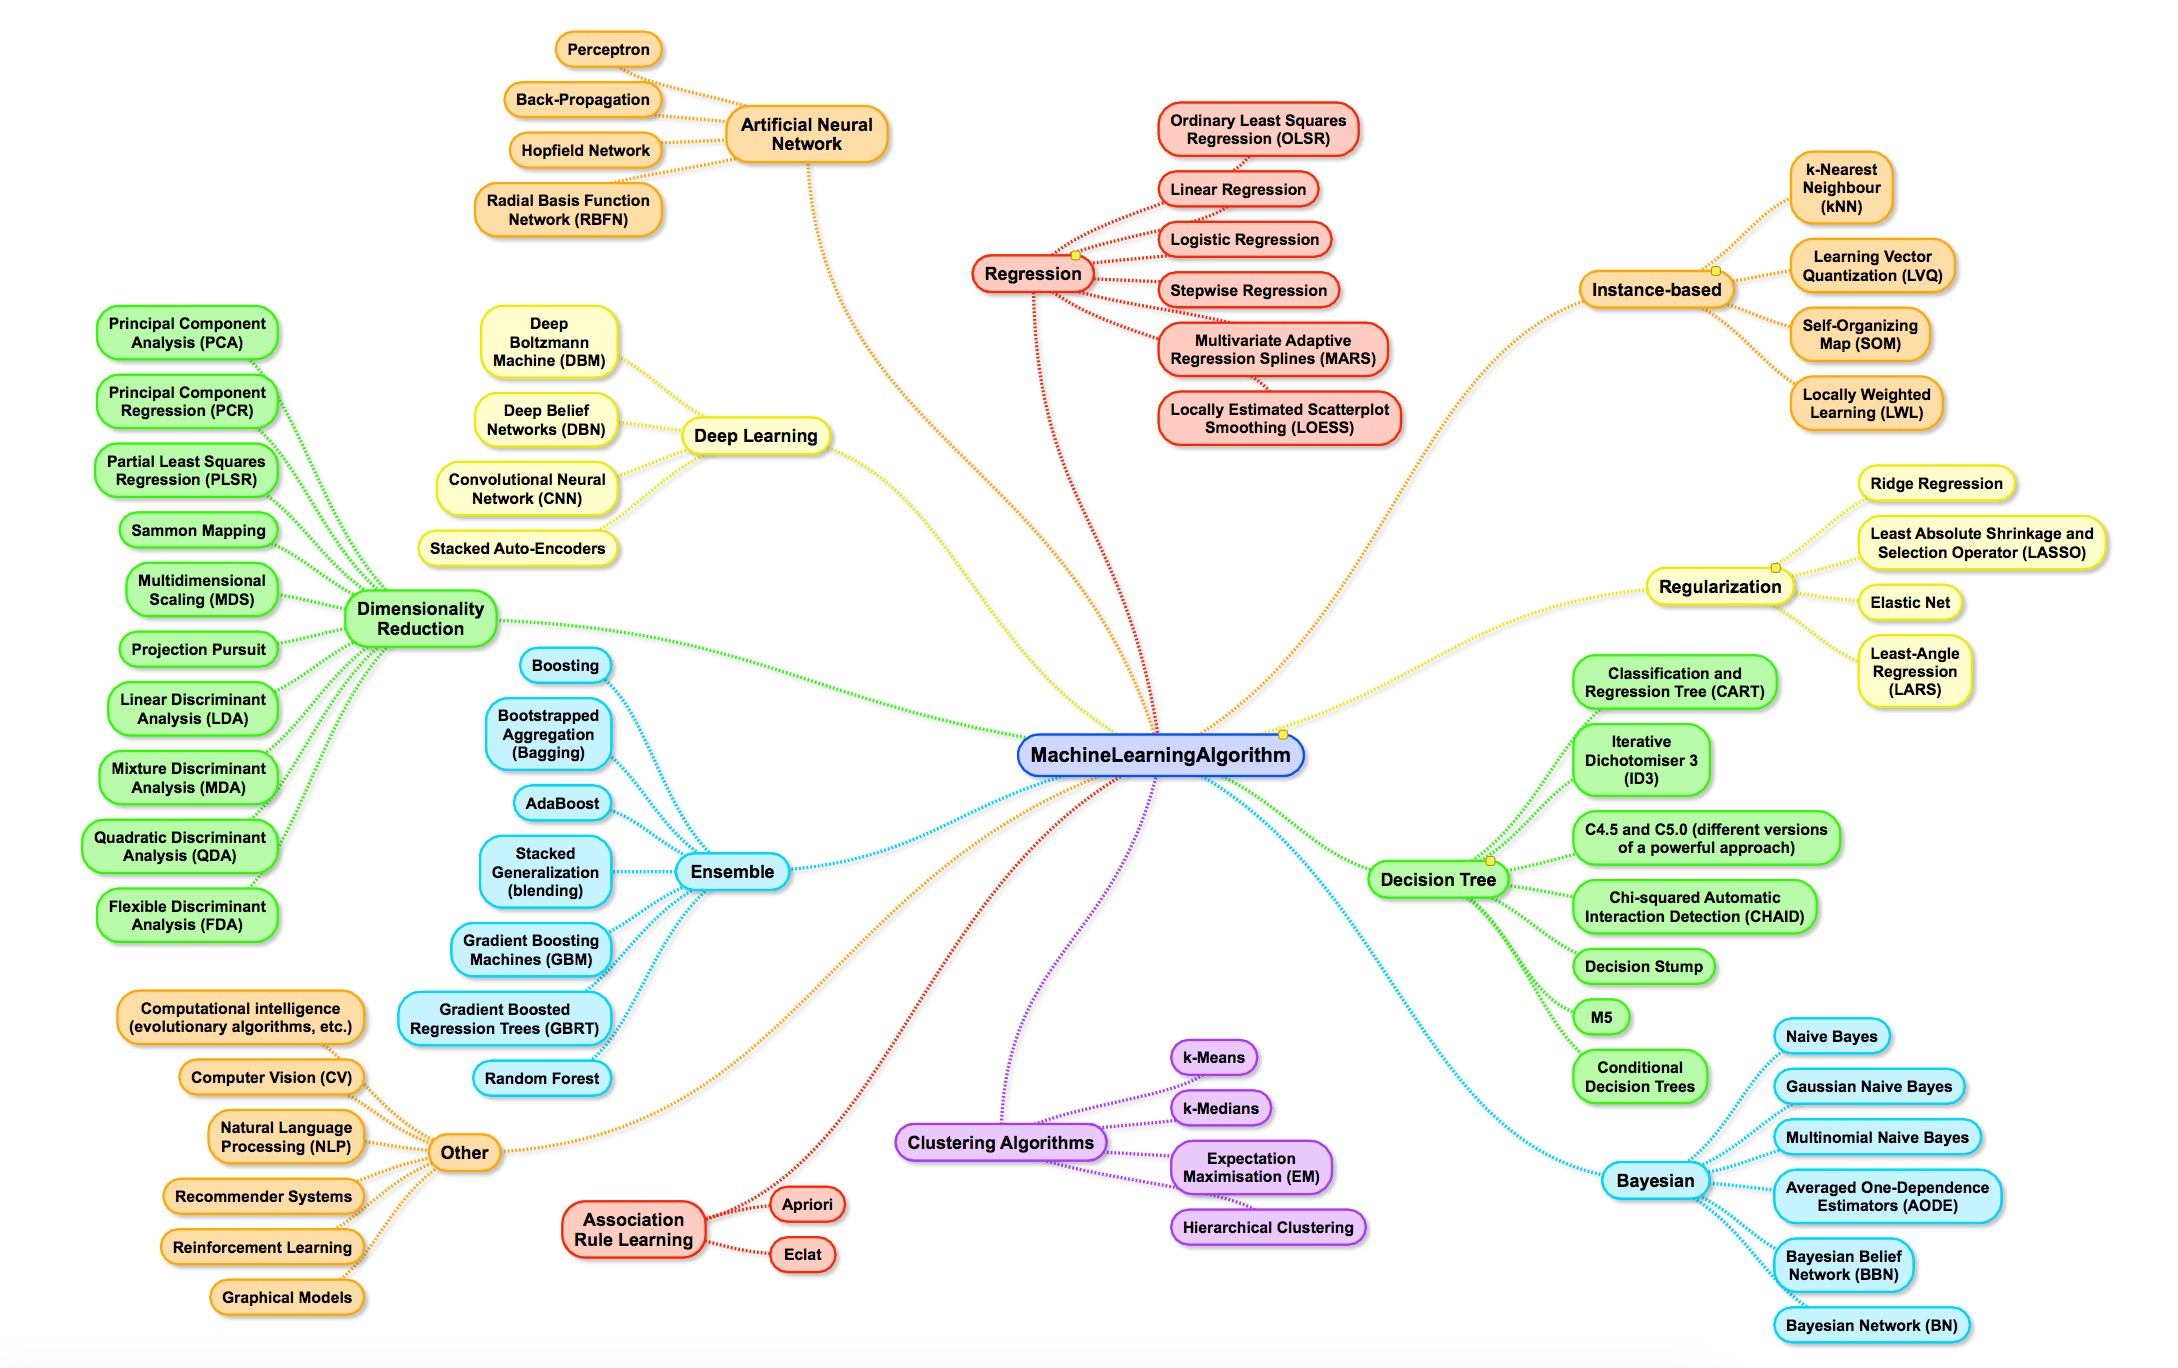 Perceptron
Back-Propagation
Hopfield Network
Radial Basis Function
Network (RBFN)
Artificial Neural
Network
Ordinary Least Squares
Regression (OLSR)
Linear Regression
Logistic Regression
Stepwise Regression
Multivariate Adaptive
Regression Splines (MARS)
Locally Estimated Scatterplot
Smoothing (LOESS)
Regression
k-Nearest
Neighbour
(kNN)
Learning Vector
Quantization (LVQ)
Self-Organizing
Map (SOM)
Locally Weighted
Learning (LWL)
Instance-based
Deep
Boltzmann
Machine (DBM)
Deep Belief
Networks (DBN)
Convolutional Neural
Network (CNN)
Stacked Auto-Encoders
Deep Learning
Principal Component
Analysis (PCA)
Principal Component
Regression (PCR)
Partial Least Squares
Regression (PLSR)
Sammon Mapping
Multidimensional
Scaling (MDS)
Projection Pursuit
Linear Discriminant
Analysis (LDA)
Mixture Discriminant
Analysis (MDA)
Quadratic Discriminant
Analysis (QDA)
Flexible Discriminant
Analysis (FDA)
Dimensionality
Reduction
Ridge Regression
Least Absolute Shrinkage and
Selection Operator (LASSO)
Elastic Net
Least-Angle
Regression
(LARS)
Regularization
MachineLearningAlgorithm
Boosting
Bootstrapped
Aggregation
(Bagging)
AdaBoost
Stacked
Generalization
(blending)
Gradient Boosting
Machines (GBM)
Gradient Boosted
Regression Trees (GBRT)
Random Forest
Ensemble
Classification and
Regression Tree (CART)
Iterative
Dichotomiser 3
(ID3)
C4.5 and C5.0 (different versions
of a powerful approach)
Chi-squared Automatic
Interaction Detection (CHAID)
Decision Stump
M5
Conditional
Decision Trees
Decision Tree
Computational intelligence
(evolutionary algorithms, etc.)
Computer Vision (CV)
Natural Language
Processing (NLP)
Recommender Systems
Reinforcement Learning
Graphical Models
Other
Association
Rule Learning
Apriori
Eclat
Clustering Algorithms
k-Means
k-Medians
Expectation
Maximisation (EM)
Hierarchical Clustering
Bayesian
Naive Bayes
Gaussian Naive Bayes
Multinomial Naive Bayes
Averaged One-Dependence
Estimators (AODE)
Bayesian Belief
Network (BBN)
Bayesian Network (BN)